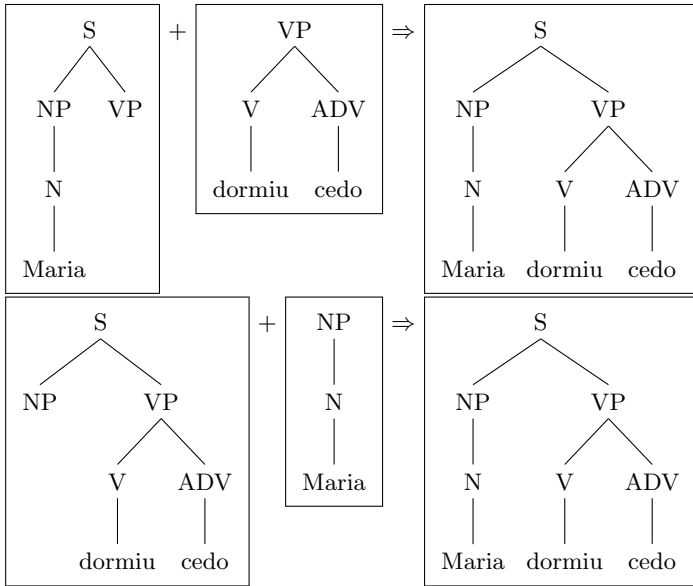 S + VP ⇒ S
NP VP V ADV NP VP
N dormiu cedo N V ADV
Maria Maria dormiu cedo
S + NP ⇒ S
NP VP N NP VP
V ADV Maria N V ADV
dormiu cedo Maria dormiu cedo